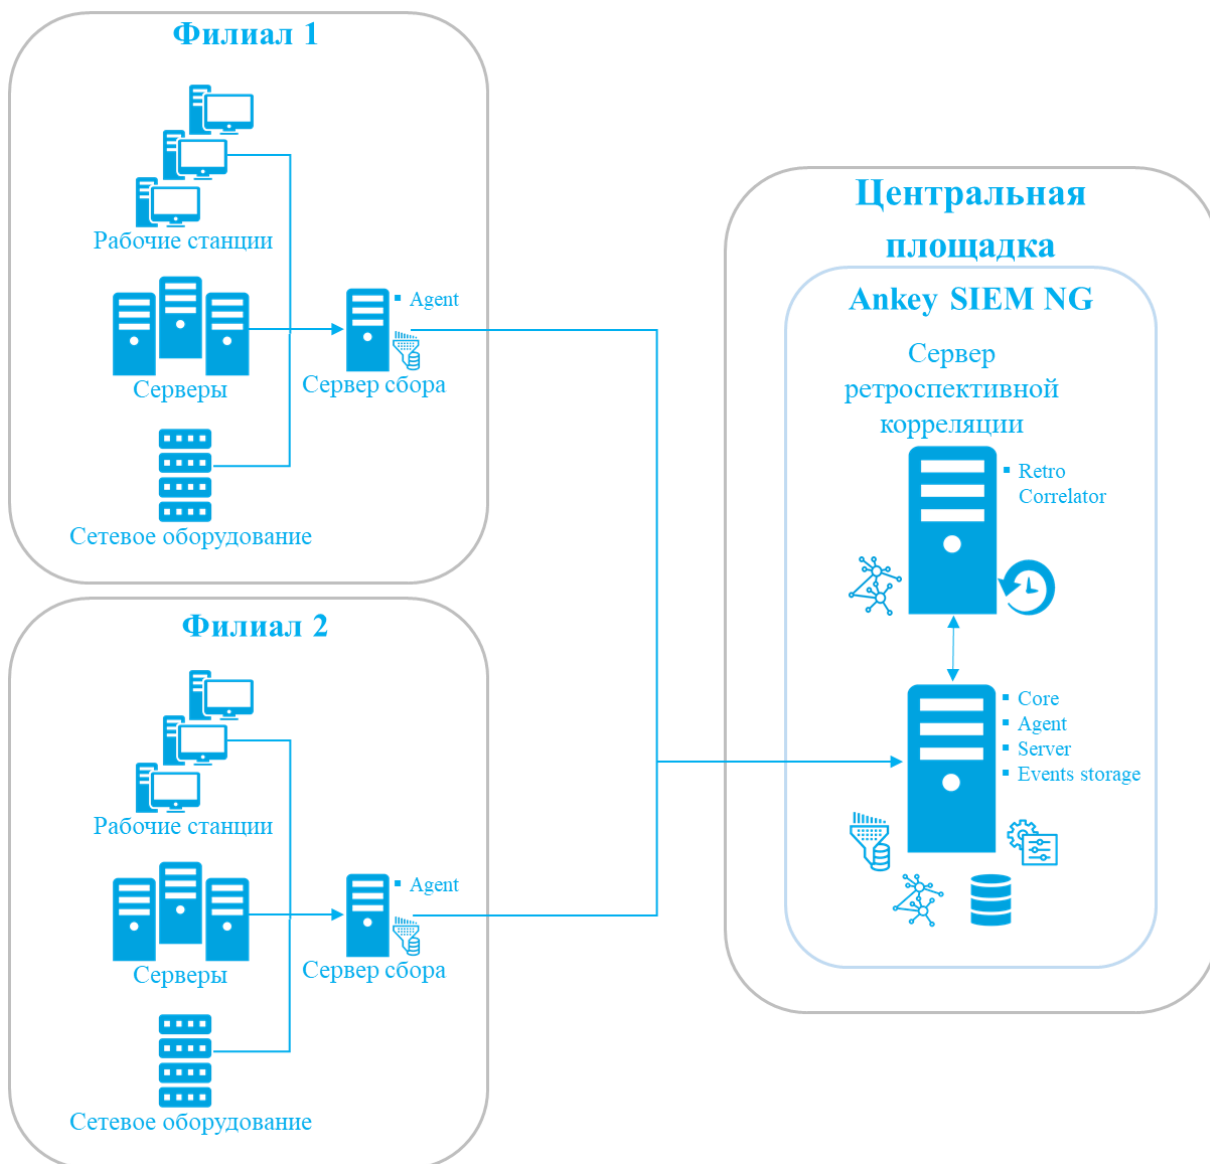 Филиал 1
Рабочие станции
▪ Agent
Серверы
Сервер сбора
Сетевое оборудование
Филиал 2
Рабочие станции
▪ Agent
Серверы
Сервер сбора
Сетевое оборудование
Центральная
площадка
Ankey SIEM NG
Сервер
ретроспективной
корреляции
▪ Retro
Correlator
▪ Core
▪ Agent
▪ Server
▪ Events storage